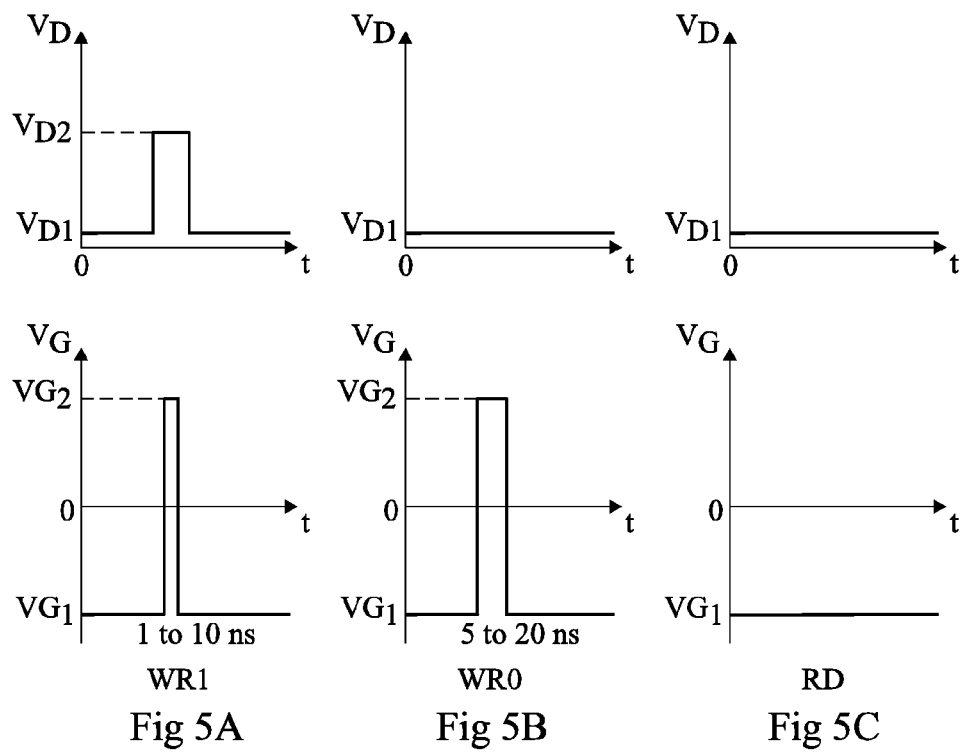 VD
VD2
VD1
0
t
VD
VD1
0
t
VD
VD1
0
t
VG
VG2
0
t
VG1
1 to 10 ns
WR1
Fig 5A
VG
VG2
0
t
VG1
5 to 20 ns
WR0
Fig 5B
VG
0
t
VG1
RD
Fig 5C